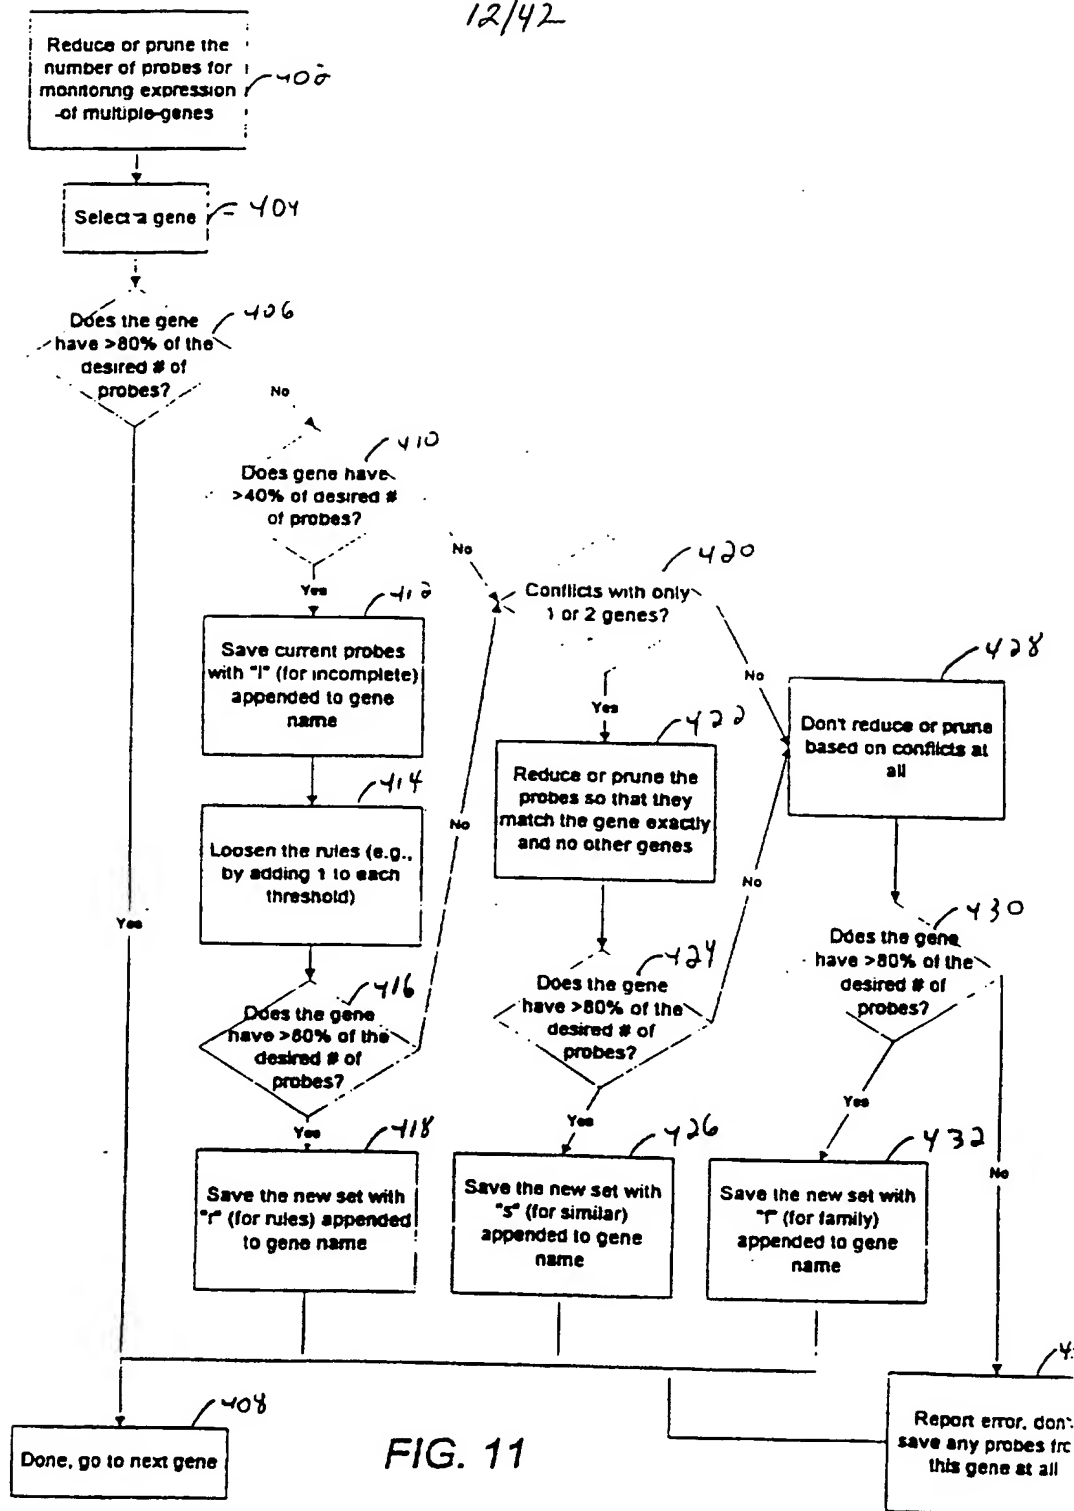 12/42
Reduce or prune the
number of probes for
monitoring expression
of multiple genes
402
Select a gene
404
Does the gene
have >80% of the
desired # of
probes?
406
No
Does gene have
>40% of desired #
of probes?
410
No
Yes
Save current probes
with "I" (for incomplete)
appended to gene
name
412
Loosen the rules (e.g.,
by adding 1 to each
threshold)
414
Does the gene
have >80% of the
desired # of
probes?
416
No
Yes
Save the new set with
"r" (for rules) appended
to gene name
418
Conflicts with only
1 or 2 genes?
420
No
Yes
Reduce or prune the
probes so that they
match the gene exactly
and no other genes
422
Does the gene
have >80% of the
desired # of
probes?
424
No
Yes
Save the new set with
"s" (for similar)
appended to gene
name
426
Don't reduce or prune
based on conflicts at
all
428
Does the gene
have >80% of the
desired # of
probes?
430
Yes
No
Save the new set with
"f" (for family)
appended to gene
name
432
Yes
Done, go to next gene
408
Report error, don't
save any probes
this gene at all
FIG. 11